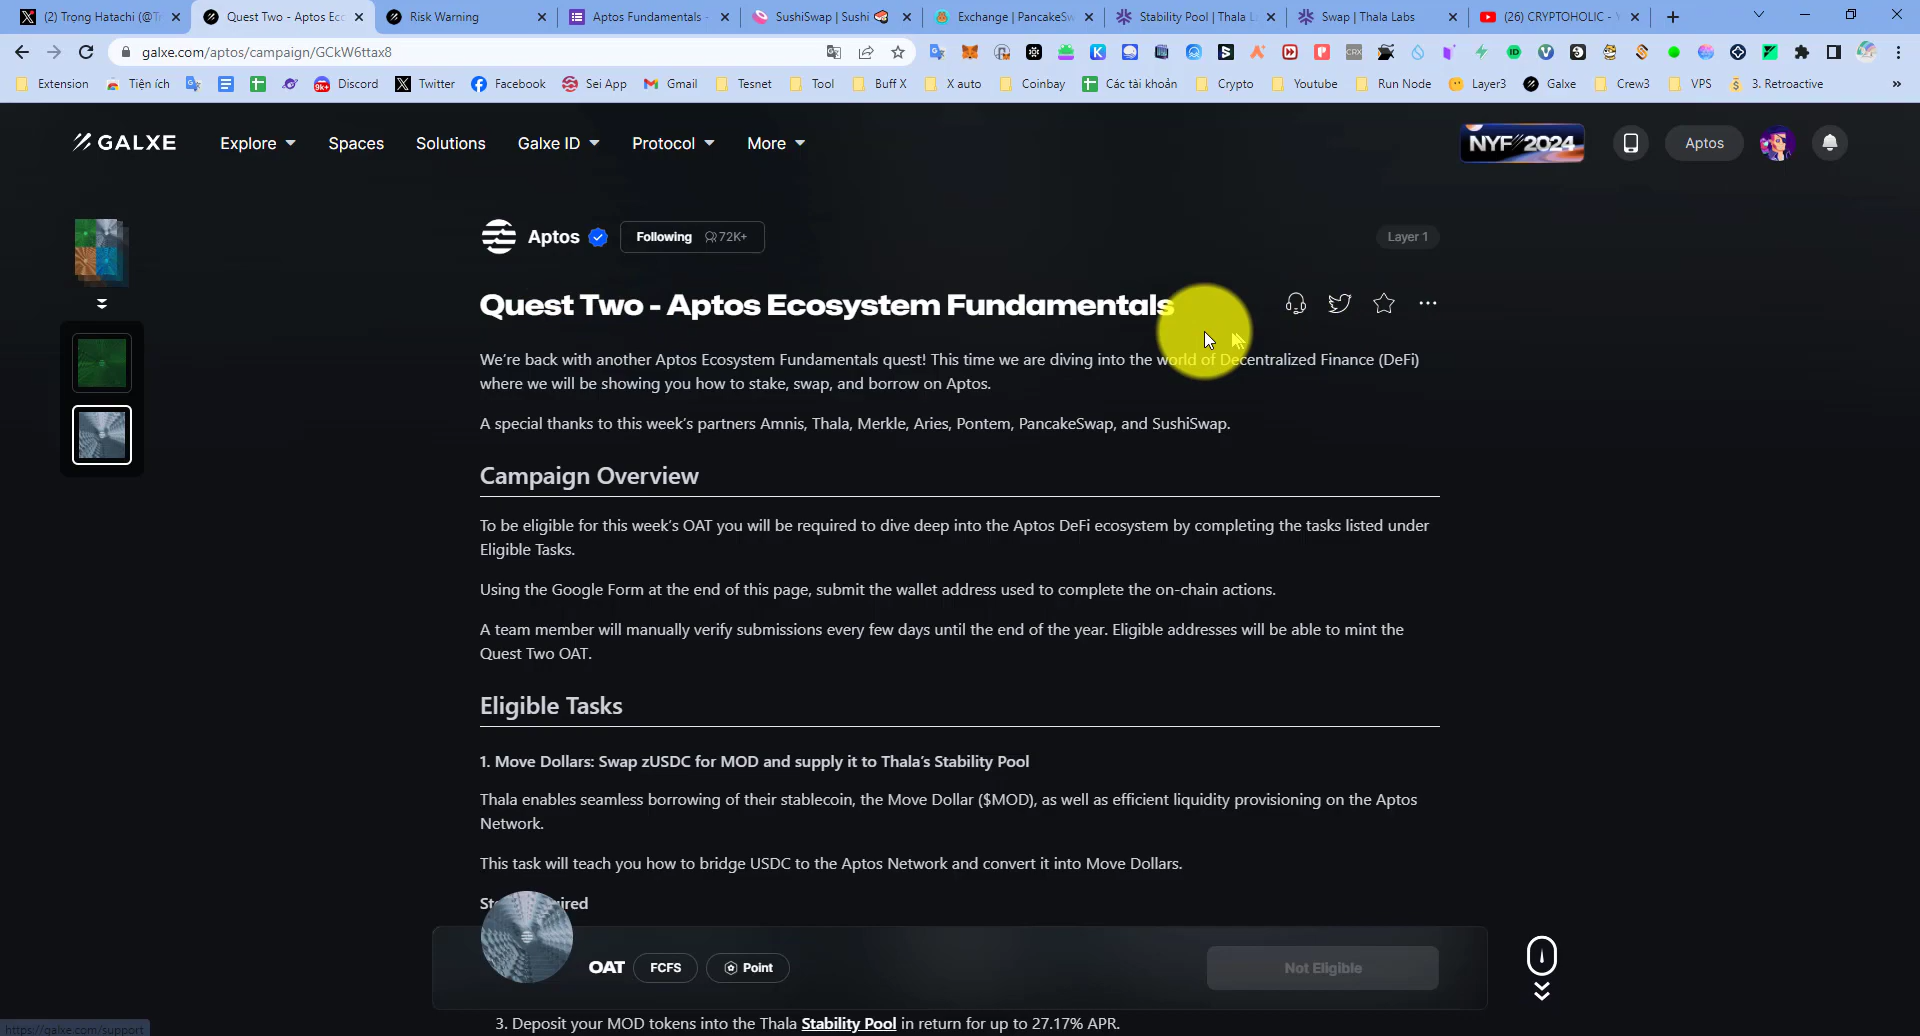 (2) Trọng Hatachi (@Tr
Quest Two - Aptos Eco
Risk Warning
Aptos Fundamentals -
SushiSwap | Sushi
Exchange | PancakeSw
Stability Pool | Thala L
Swap | Thala Labs
(26) CRYPTOHOLIC -
galxe.com/aptos/campaign/GCkW6ttax8
Extension
Tiện ích
9k+
Discord
Twitter
Facebook
Sei App
Gmail
Tesnet
Tool
Buff X
X auto
Coinbay
Các tài khoản
Crypto
Youtube
Run Node
Layer3
Galxe
Crew3
VPS
3. Retroactive
GALXE
Explore
Spaces
Solutions
Galxe ID
Protocol
More
NYF//2024
Aptos
Aptos
Following
72K+
Layer 1
Quest Two - Aptos Ecosystem Fundamentals
We're back with another Aptos Ecosystem Fundamentals quest! This time we are diving into the world of Decentralized Finance (DeFi)
where we will be showing you how to stake, swap, and borrow on Aptos.
A special thanks to this week's partners Amnis, Thala, Merkle, Aries, Pontem, PancakeSwap, and SushiSwap.
Campaign Overview
To be eligible for this week's OAT you will be required to dive deep into the Aptos DeFi ecosystem by completing the tasks listed under
Eligible Tasks.
Using the Google Form at the end of this page, submit the wallet address used to complete the on-chain actions.
A team member will manually verify submissions every few days until the end of the year. Eligible addresses will be able to mint the
Quest Two OAT.
Eligible Tasks
1. Move Dollars: Swap zUSDC for MOD and supply it to Thala's Stability Pool
Thala enables seamless borrowing of their stablecoin, the Move Dollar ($MOD), as well as efficient liquidity provisioning on the Aptos
Network.
This task will teach you how to bridge USDC to the Aptos Network and convert it into Move Dollars.
OAT
FCFS
Point
Not Eligible
3. Deposit your MOD tokens into the Thala Stability Pool in return for up to 27.17% APR.
https://galxe.com/support